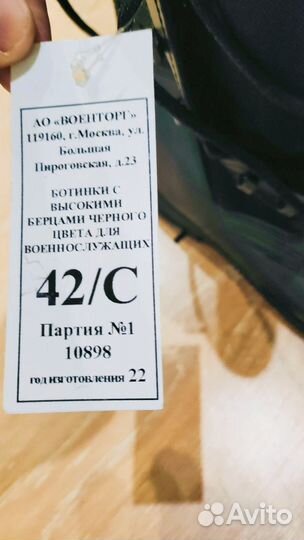 АО «ВОЕНТОРГ»
119160, г.Москва, ул.
Большая
Пироговская, д.23
БОТИНКИ С
ВЫСОКИМИ
БЕРЦАМИ ЧЕРНОГО
ЦВЕТА ДЛЯ
ВОЕННОСЛУЖАЩИХ
42/С
Партия №1
10898
год изготовления 22
Avito